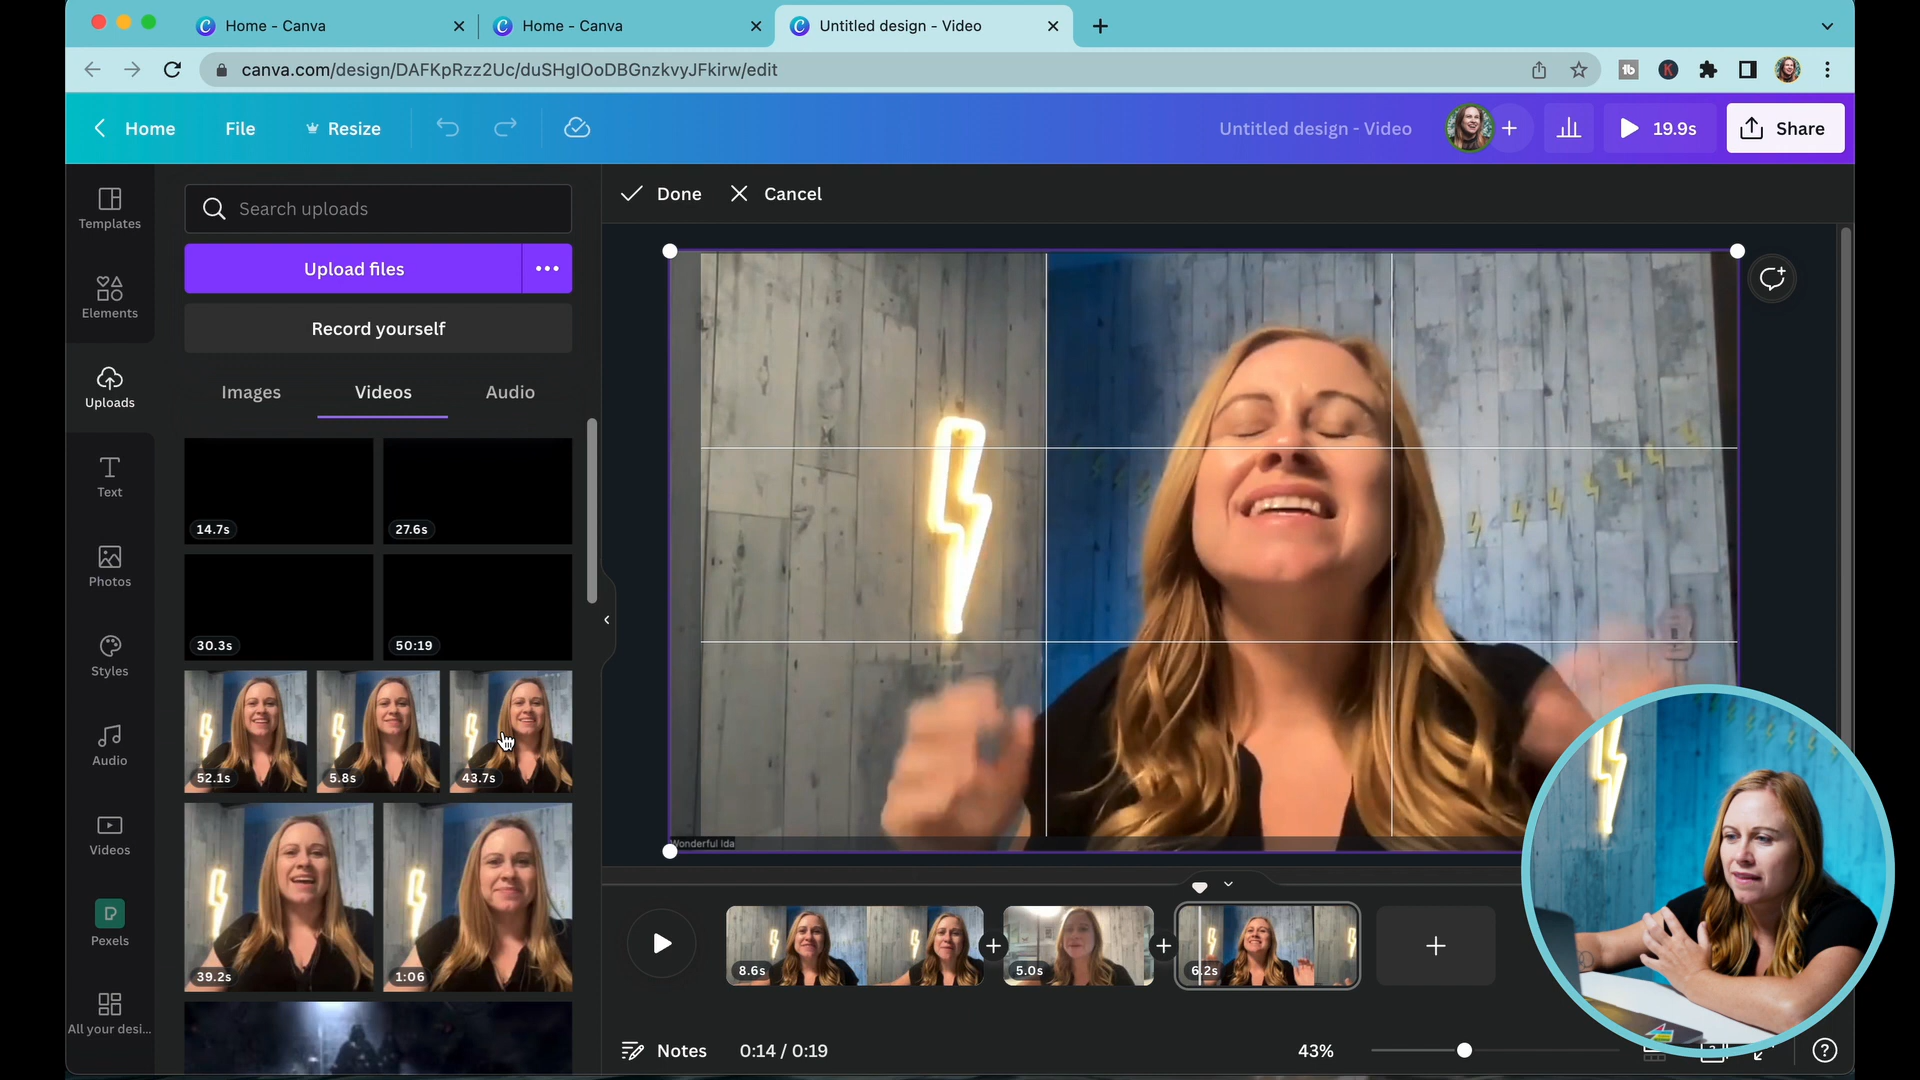 Home - Canva
Home - Canva
Untitled design - Video
canva.com/design/DAFKpRzz2Uc/duSHglOoDBGnzkvyJFkirw/edit
Home
File
Resize
Untitled design - Video
19.9s
Share
Templates
Elements
Uploads
Text
Photos
Styles
Audio
Videos
Pexels
All your desi...
Search uploads
Upload files
Record yourself
Images
Videos
Audio
14.7s
27.6s
30.3s
50:19
52.1s
5.8s
43.7s
39.2s
1:06
Done
Cancel
Wonderful Ida
8.6s
5.0s
6.2s
Notes
0:14 / 0:19
43%